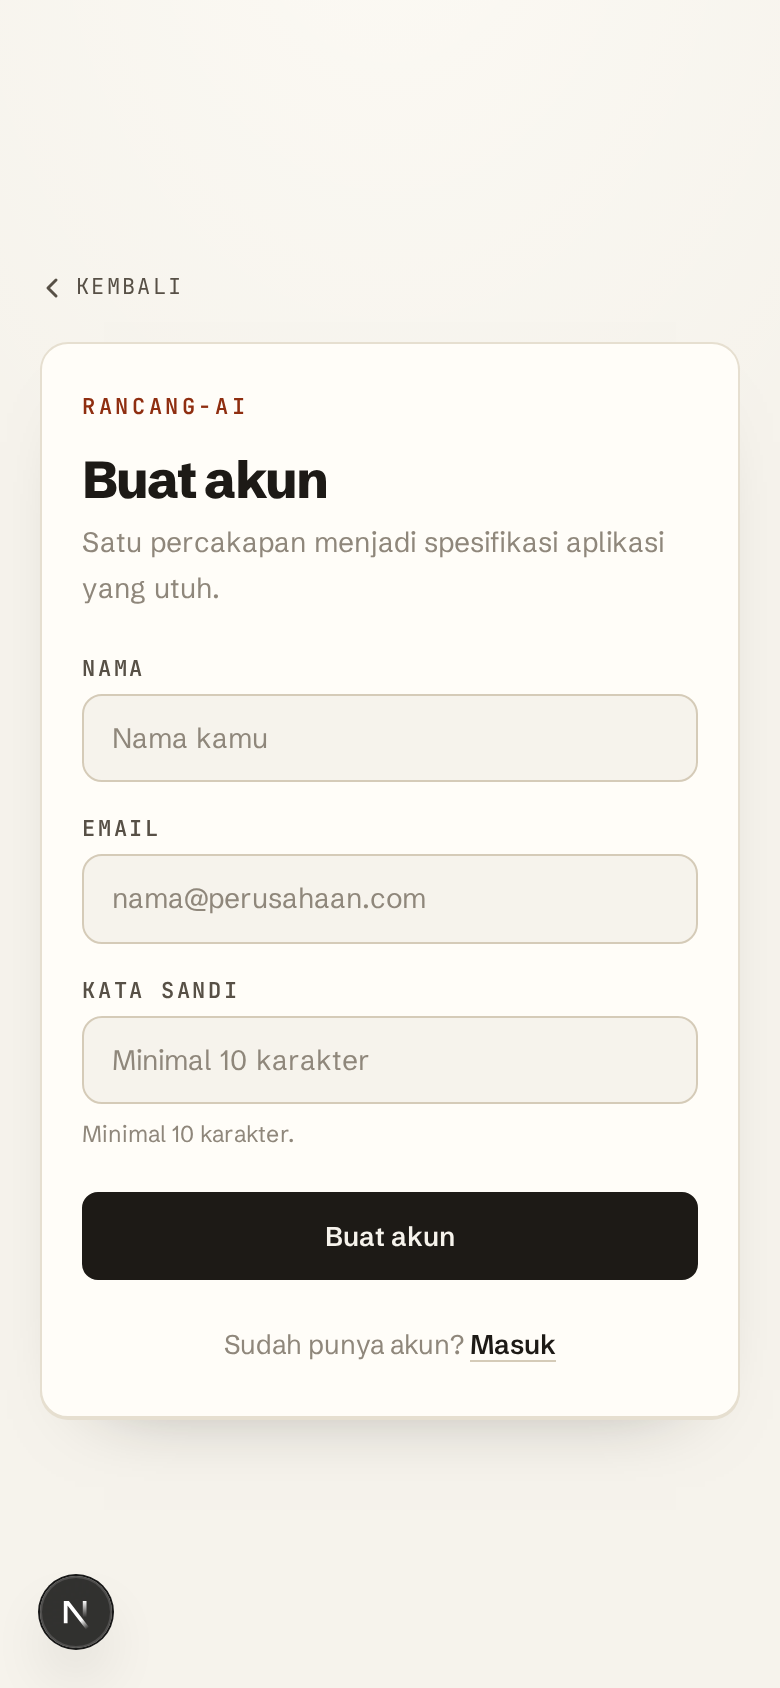 KEMBALI
RANCANG-AI
Buat akun
Satu percakapan menjadi spesifikasi aplikasi
yang utuh.
NAMA
Nama kamu
EMAIL
nama@perusahaan.com
KATA SANDI
Minimal 10 karakter
Minimal 10 karakter.
Buat akun
Sudah punya akun? Masuk
N